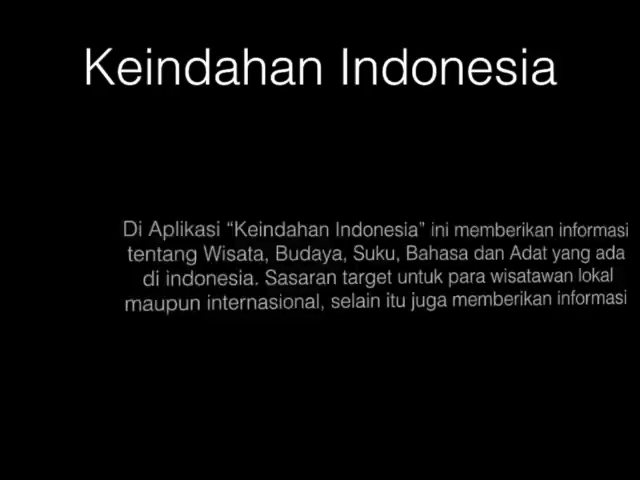 Keindahan Indonesia
Di Aplikasi “Keindahan Indonesia” ini memberikan informasi
tentang Wisata, Budaya, Suku, Bahasa dan Adat yang ada
di indonesia. Sasaran target untuk para wisatawan lokal
maupun internasional, selain itu juga memberikan informasi